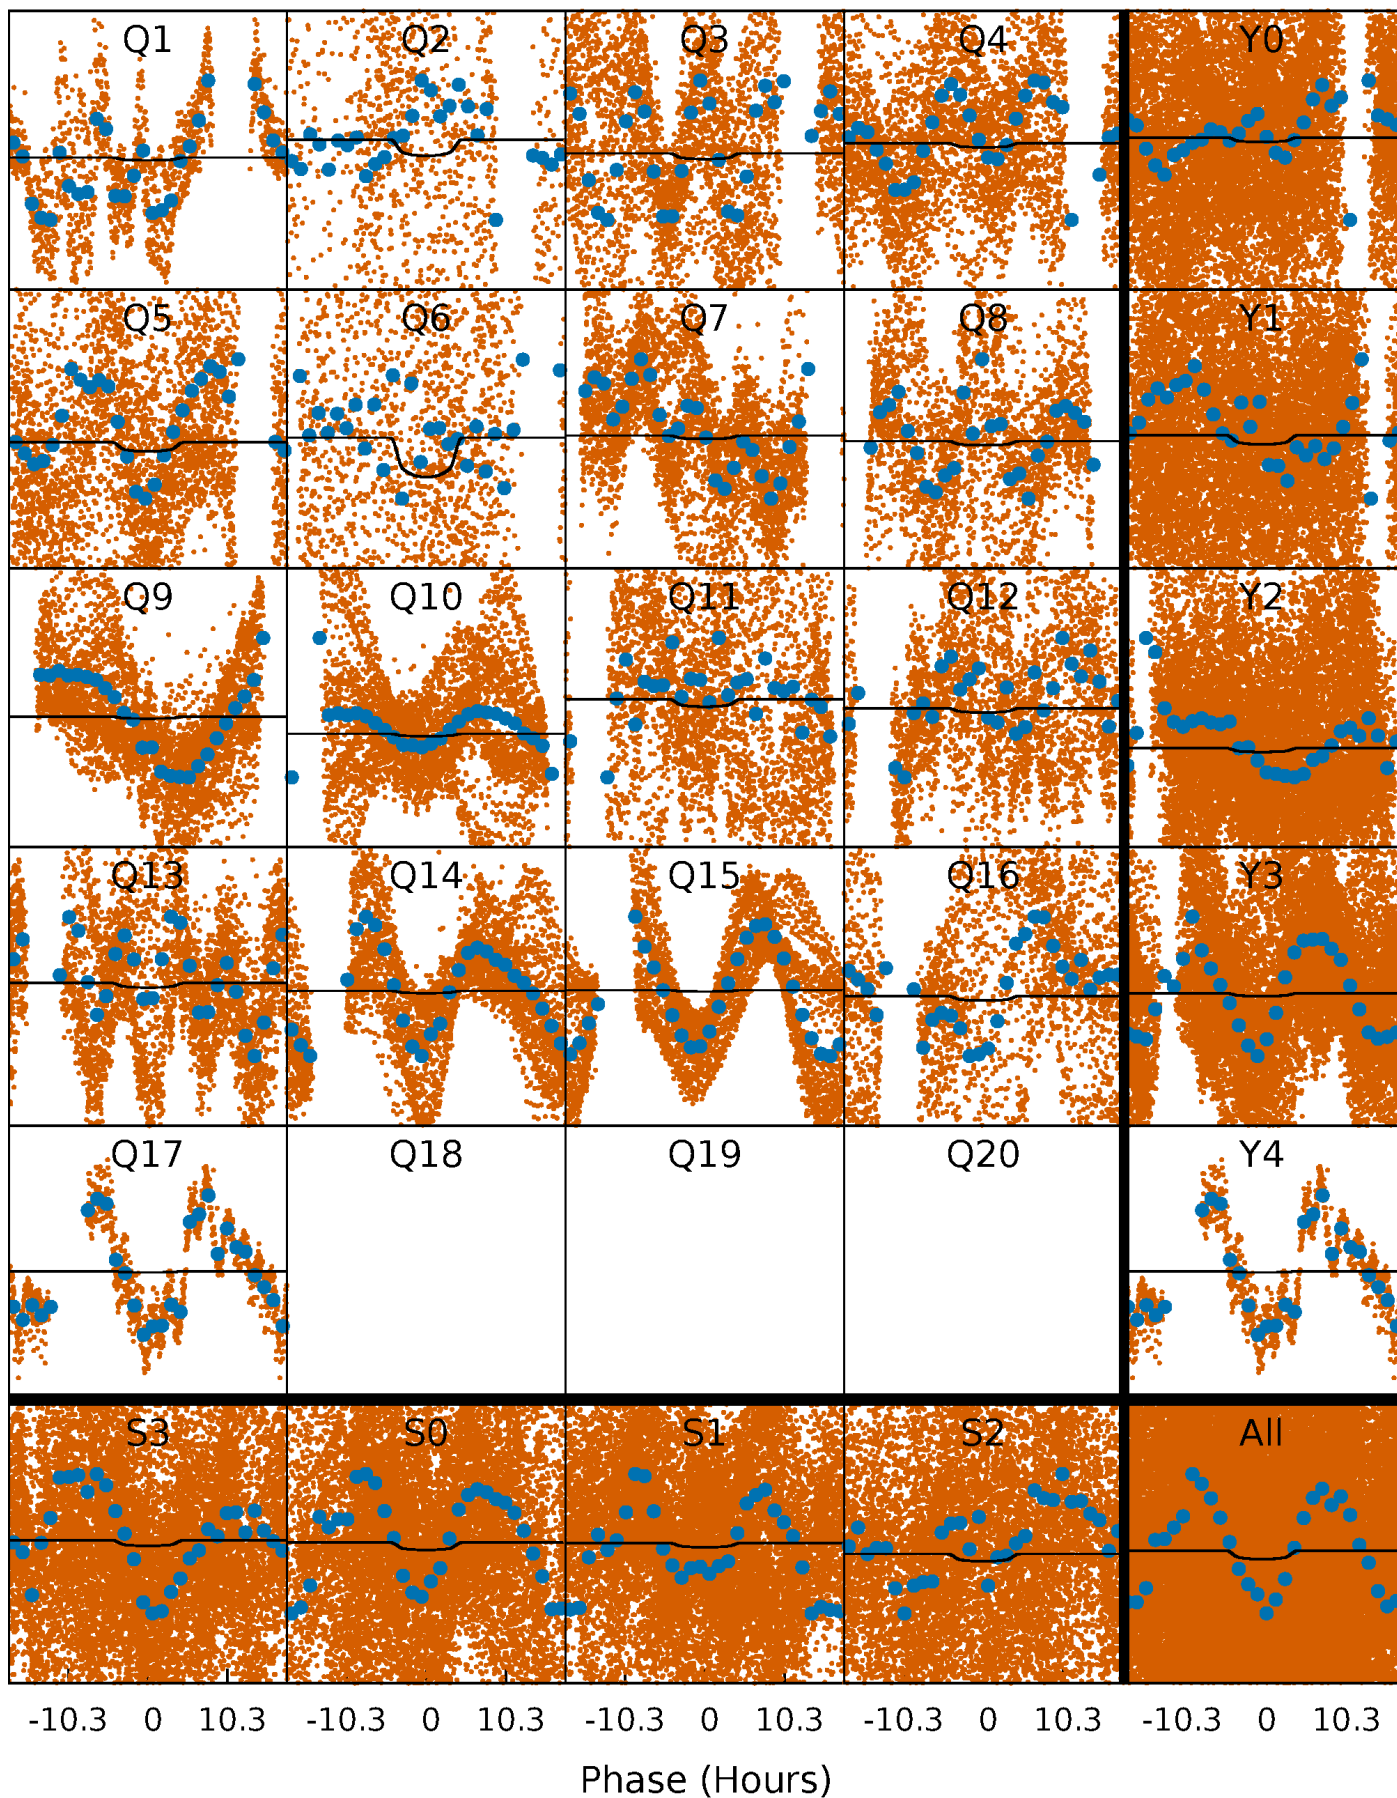 Q1 Q2 Q3 Q4 Y0
Q5 Q6 Q7 Q8 Y1
Q9 Q10 Q11 Q12 Y2
Q13 Q14 Q15 Q16 Y3
Q17 Q18 Q19 Q20 Y4
S3 S0 S1 S2 All
-10.3 0 10.3 -10.3 0 10.3 -10.3 0 10.3 -10.3 0 10.3 -10.3 0 10.3
Phase (Hours)